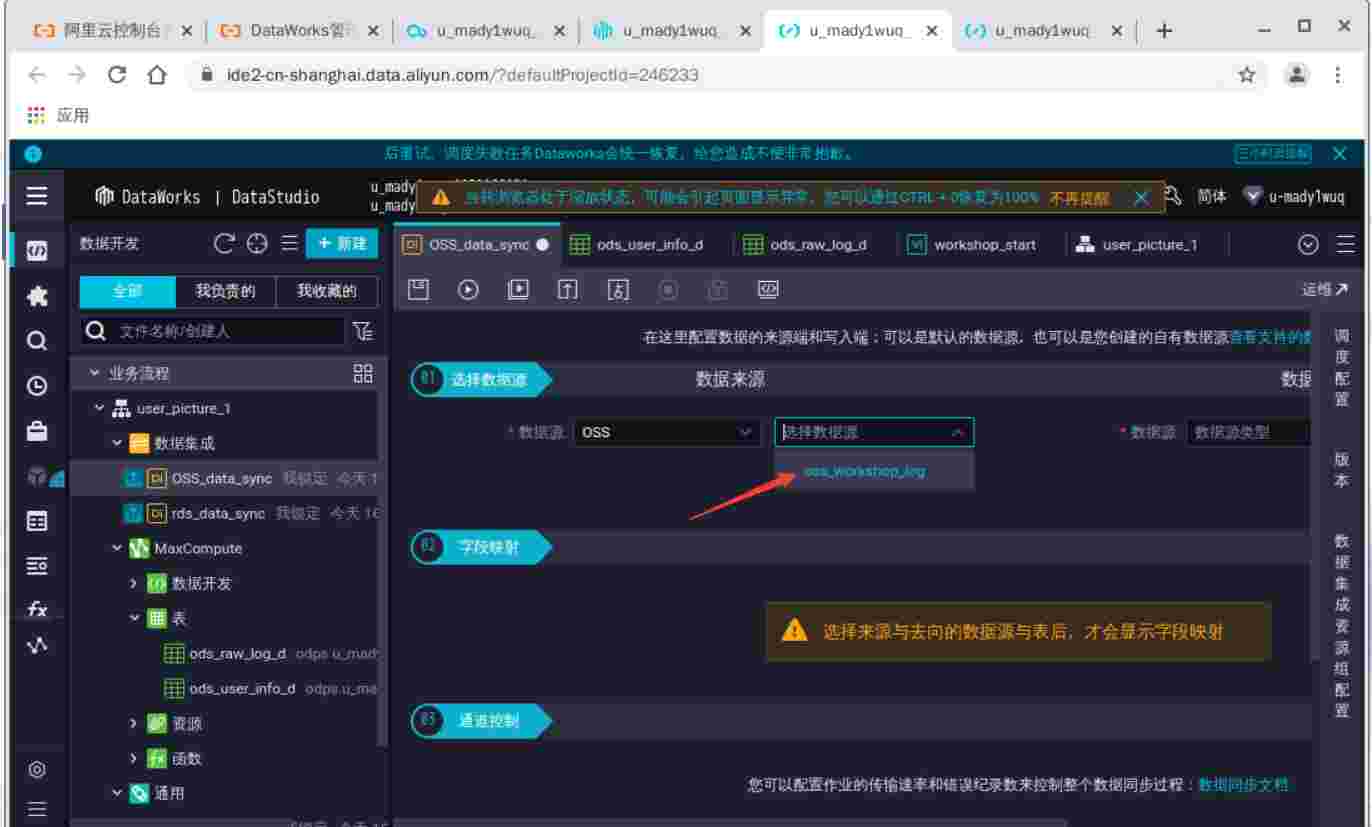 阿里云控制台
DataWorks管
u_mady1wuq_
u_mady1wuq_
u_mady1wuq_
u_mady1wuq
ide2-cn-shanghai.data.aliyun.com/?defaultProjectId=246233
应用
后重试，调度失败任务Dataworks会统一恢复，给您造成不便非常抱歉。
DataWorks | DataStudio
u_mady
u_mady
当前浏览器处于缩放状态，可能会引起页面显示异常，您可以通过CTRL + 0恢复为100%
不再提醒
简体
u-mady1wuq
数据开发
+ 新建
OSS_data_sync
ods_user_info_d
ods_raw_log_d
VI workshop_start
user_picture_1
全部
我负责的
我收藏的
运维
文件名称/创建人
业务流程
user_picture_1
数据集成
Di OSS_data_sync 我锁定 今天 1
Di rds_data_sync 我锁定 今天 16
MaxCompute
数据开发
表
ods_raw_log_d odps.u_mady
ods_user_info_d odps.u_ma
资源
fx 函数
通用
fx
在这里配置数据的来源端和写入端；可以是默认的数据源，也可以是您创建的自有数据源查看支持的数
01 选择数据源
数据来源
数据
* 数据源
OSS
选择数据源
* 数据源
数据源类型
oss_workshop_log
02 字段映射
选择来源与去向的数据源与表后，才会显示字段映射
03 通道控制
您可以配置作业的传输速率和错误纪录数来控制整个数据同步过程：数据同步文档
调度配置
版本
数据集成资源组配置